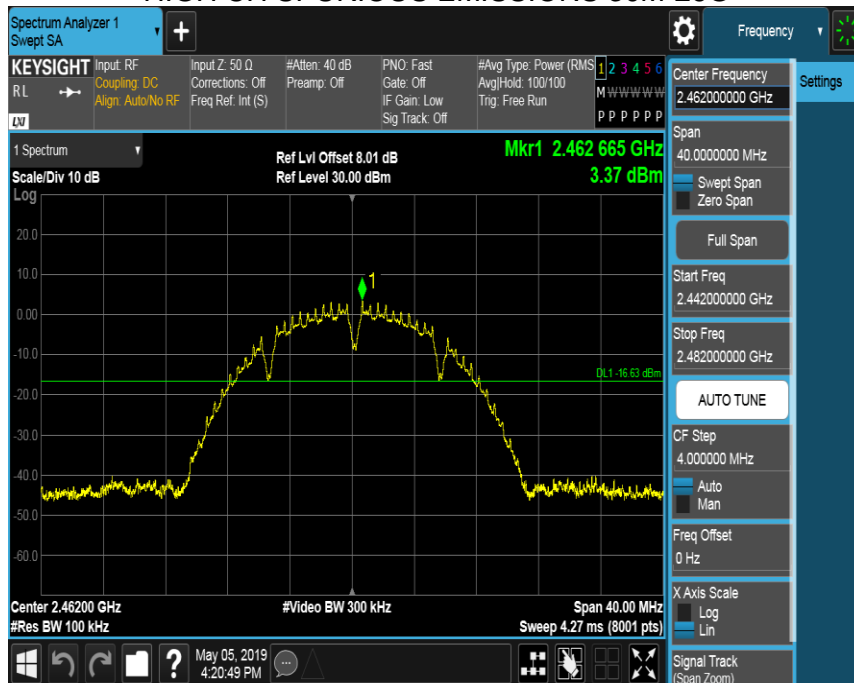 Spectrum Analyzer 1
Swept SA
+
Frequency
KEYSIGHT
RL
LXI
Input: RF
Coupling: DC
Align: Auto/No RF
Input Z: 50 Ω
Corrections: Off
Freq Ref: Int (S)
#Atten: 40 dB
Preamp: Off
PNO: Fast
Gate: Off
IF Gain: Low
Sig Track: Off
#Avg Type: Power (RMS
Avg|Hold: 100/100
Trig: Free Run
1 2 3 4 5 6
M W W W W W
P P P P P P
1 Spectrum
Scale/Div 10 dB
Ref Lvl Offset 8.01 dB
Ref Level 30.00 dBm
Mkr1 2.462 665 GHz
3.37 dBm
Log
20.0
10.0
0.00
-10.0
-20.0
-30.0
-40.0
-50.0
-60.0
1
DL1 -16.63 dBm
Center 2.46200 GHz
#Video BW 300 kHz
Span 40.00 MHz
#Res BW 100 kHz
Sweep 4.27 ms (8001 pts)
?
May 05, 2019
4:20:49 PM
Center Frequency
2.462000000 GHz
Settings
Span
40.0000000 MHz
Swept Span
Zero Span
Full Span
Start Freq
2.442000000 GHz
Stop Freq
2.482000000 GHz
AUTO TUNE
CF Step
4.000000 MHz
Auto
Man
Freq Offset
0 Hz
X Axis Scale
Log
Lin
Signal Track
(Span Zoom)